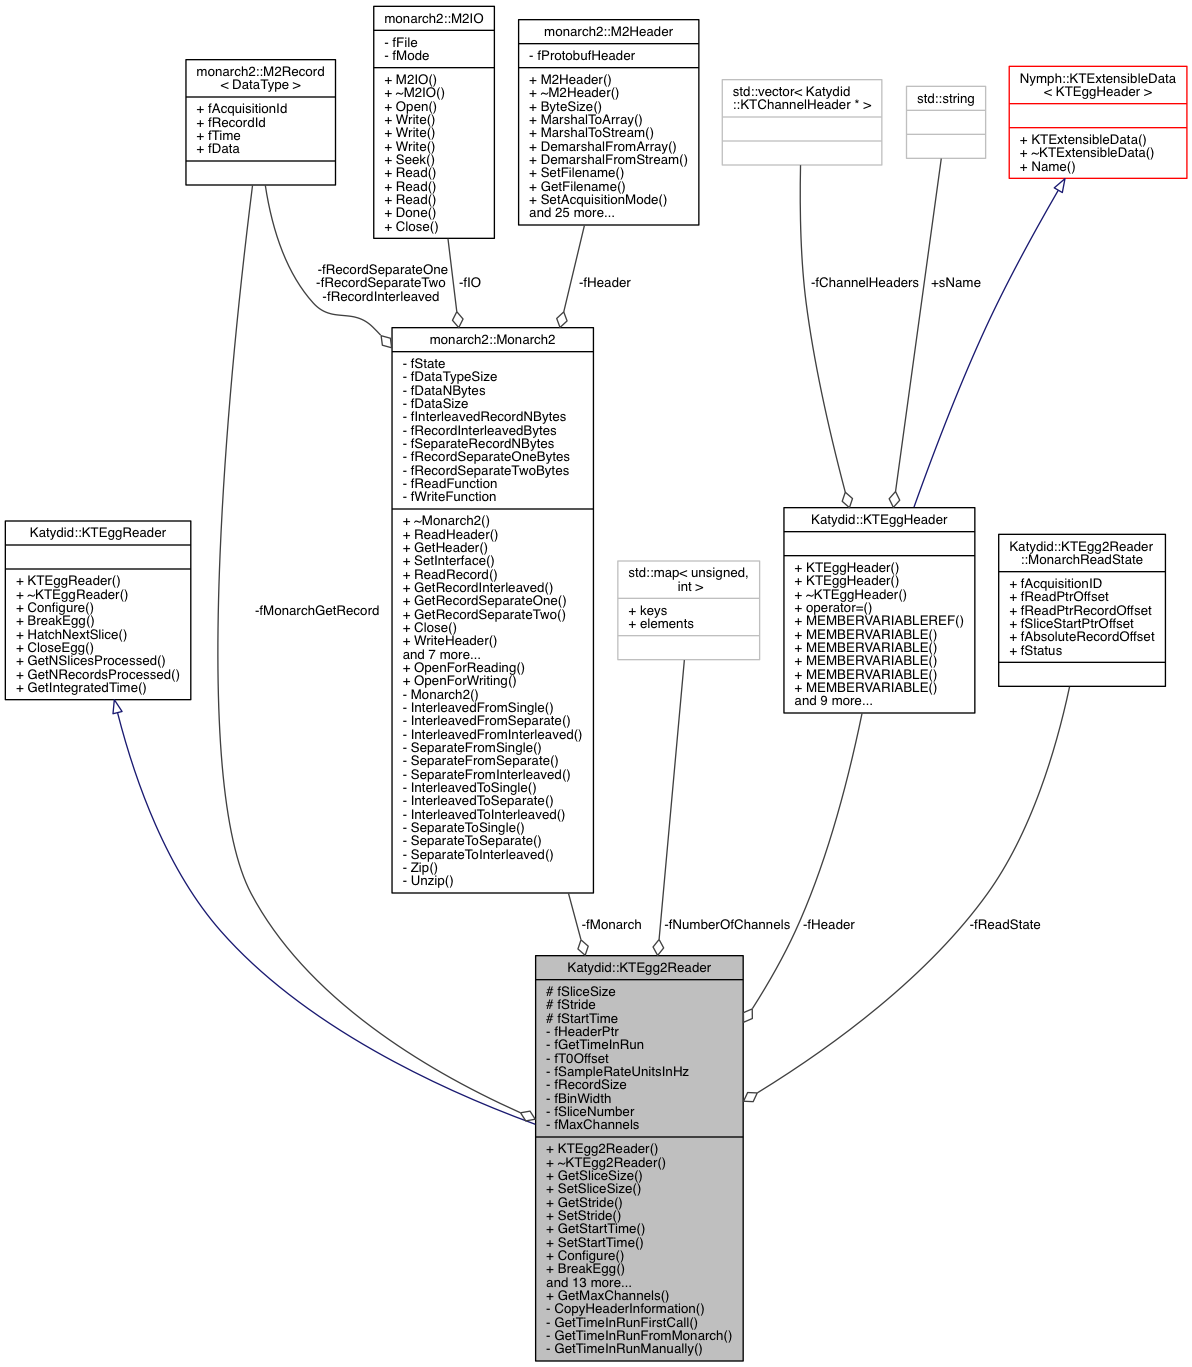 monarch2::M2IO
- fFile
- fMode
+ M2IO()
+ ~M2IO()
+ Open()
+ Write()
+ Write()
+ Write()
+ Seek()
+ Read()
+ Read()
+ Read()
+ Done()
+ Close()
monarch2::M2Header
- fProtobufHeader
+ M2Header()
+ ~M2Header()
+ ByteSize()
+ MarshalToArray()
+ MarshalToStream()
+ DemarshalFromArray()
+ DemarshalFromStream()
+ SetFilename()
+ GetFilename()
+ SetAcquisitionMode()
and 25 more...
monarch2::M2Record
< DataType >
+ fAcquisitionId
+ fRecordId
+ fTime
+ fData
std::vector< Katydid
::KTChannelHeader * >
std::string
Nymph::KTExtensibleData
< KTEggHeader >
+ KTExtensibleData()
+ ~KTExtensibleData()
+ Name()
-fRecordSeparateOne
-fRecordSeparateTwo
-fRecordInterleaved
-fIO
-fHeader
-fChannelHeaders
+sName
monarch2::Monarch2
- fState
- fDataTypeSize
- fDataNBytes
- fDataSize
- fInterleavedRecordNBytes
- fRecordInterleavedBytes
- fSeparateRecordNBytes
- fRecordSeparateOneBytes
- fRecordSeparateTwoBytes
- fReadFunction
- fWriteFunction
+ ~Monarch2()
+ ReadHeader()
+ GetHeader()
+ SetInterface()
+ ReadRecord()
+ GetRecordInterleaved()
+ GetRecordSeparateOne()
+ GetRecordSeparateTwo()
+ Close()
+ WriteHeader()
and 7 more...
+ OpenForReading()
+ OpenForWriting()
- Monarch2()
- InterleavedFromSingle()
- InterleavedFromSeparate()
- InterleavedFromInterleaved()
- SeparateFromSingle()
- SeparateFromSeparate()
- SeparateFromInterleaved()
- InterleavedToSingle()
- InterleavedToSeparate()
- InterleavedToInterleaved()
- SeparateToSingle()
- SeparateToSeparate()
- SeparateToInterleaved()
- Zip()
- Unzip()
Katydid::KTEggReader
+ KTEggReader()
+ ~KTEggReader()
+ Configure()
+ BreakEgg()
+ HatchNextSlice()
+ CloseEgg()
+ GetNSlicesProcessed()
+ GetNRecordsProcessed()
+ GetIntegratedTime()
-fMonarchGetRecord
std::map< unsigned,
int >
+ keys
+ elements
Katydid::KTEggHeader
+ KTEggHeader()
+ KTEggHeader()
+ ~KTEggHeader()
+ operator=()
+ MEMBERVARIABLEREF()
+ MEMBERVARIABLE()
+ MEMBERVARIABLE()
+ MEMBERVARIABLE()
+ MEMBERVARIABLE()
+ MEMBERVARIABLE()
and 9 more...
Katydid::KTEgg2Reader
::MonarchReadState
+ fAcquisitionID
+ fReadPtrOffset
+ fReadPtrRecordOffset
+ fSliceStartPtrOffset
+ fAbsoluteRecordOffset
+ fStatus
-fMonarch
-fNumberOfChannels
-fHeader
-fReadState
Katydid::KTEgg2Reader
# fSliceSize
# fStride
# fStartTime
- fHeaderPtr
- fGetTimeInRun
- fT0Offset
- fSampleRateUnitsInHz
- fRecordSize
- fBinWidth
- fSliceNumber
- fMaxChannels
+ KTEgg2Reader()
+ ~KTEgg2Reader()
+ GetSliceSize()
+ SetSliceSize()
+ GetStride()
+ SetStride()
+ GetStartTime()
+ SetStartTime()
+ Configure()
+ BreakEgg()
and 13 more...
+ GetMaxChannels()
- CopyHeaderInformation()
- GetTimeInRunFirstCall()
- GetTimeInRunFromMonarch()
- GetTimeInRunManually()